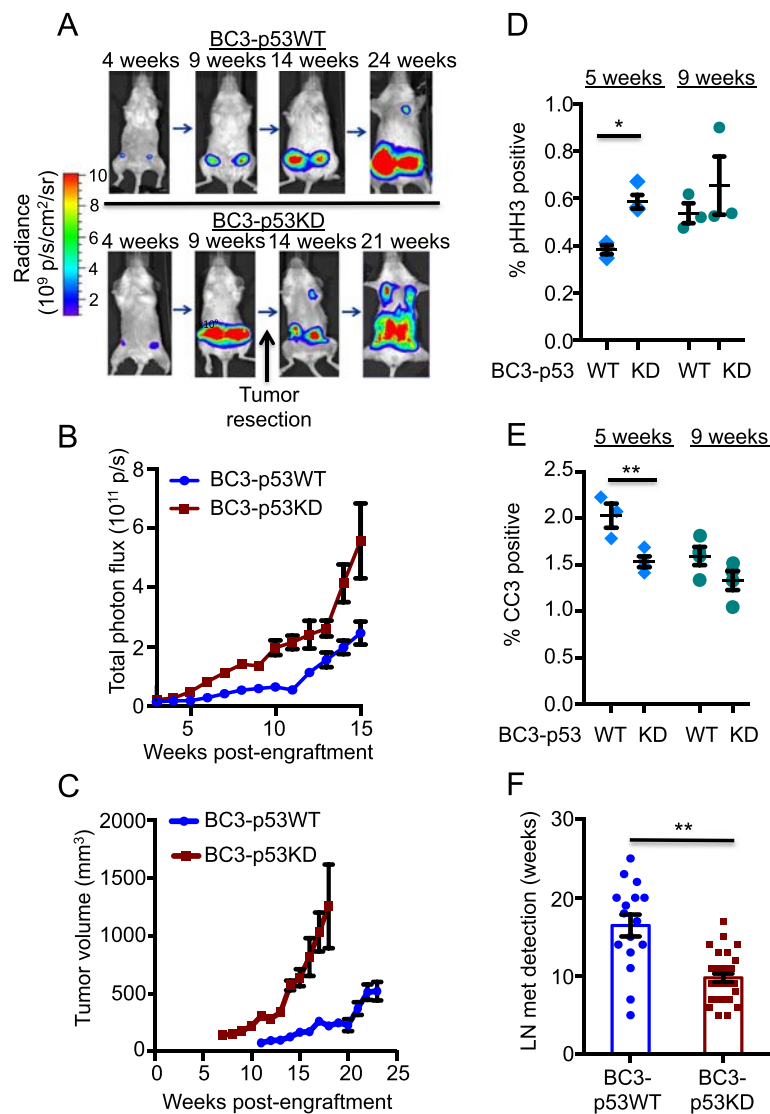 A
BC3-p53WT
4 weeks
9 weeks
14 weeks
24 weeks
Radiance
(10⁹ p/s/cm²/sr)
10
8
6
4
2
BC3-p53KD
4 weeks
9 weeks
14 weeks
21 weeks
x10⁹
Tumor
resection
B
Total photon flux (10¹¹ p/s)
8
6
4
2
0
BC3-p53WT
BC3-p53KD
5
10
15
Weeks post-engraftment
C
Tumor volume (mm³)
2000
1500
1000
500
0
BC3-p53WT
BC3-p53KD
0
5
10
15
20
25
Weeks post-engraftment
D
5 weeks
9 weeks
% pHH3 positive
1.0
0.8
0.6
0.4
0.2
0.0
*
BC3-p53
WT
KD
WT
KD
E
5 weeks
9 weeks
% CC3 positive
2.5
2.0
1.5
1.0
0.5
0.0
**
BC3-p53
WT
KD
WT
KD
F
LN met detection (weeks)
30
20
10
0
**
BC3-
p53WT
BC3-
p53KD